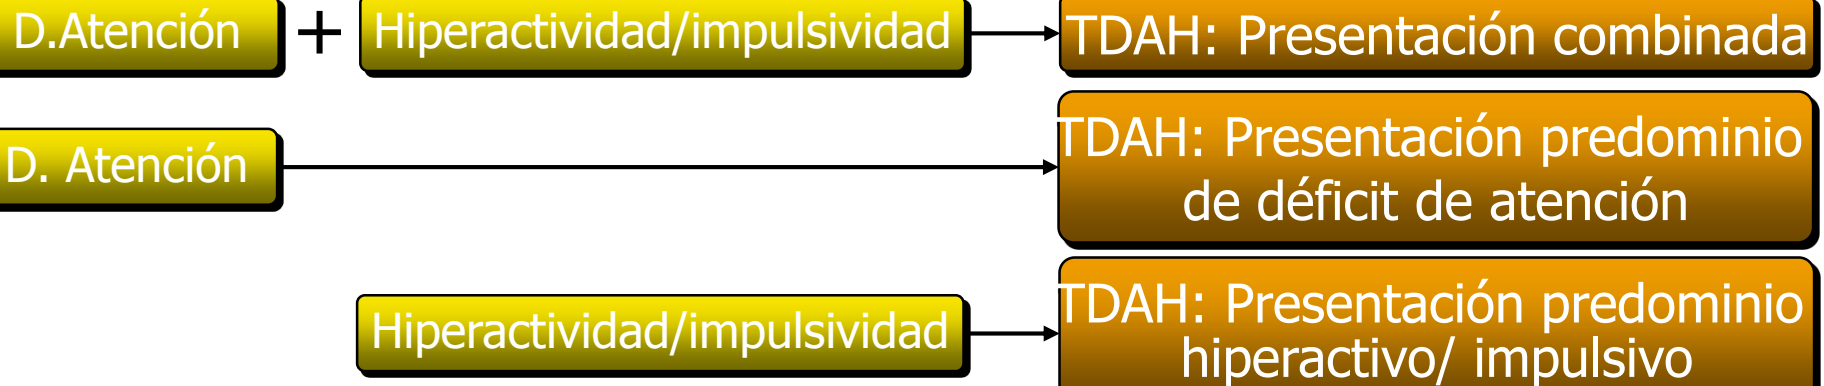 D.Atención + Hiperactividad/impulsividad TDAH: Presentación combinada
D. Atención TDAH: Presentación predominio
de déficit de atención
Hiperactividad/impulsividad TDAH: Presentación predominio
hiperactivo/ impulsivo